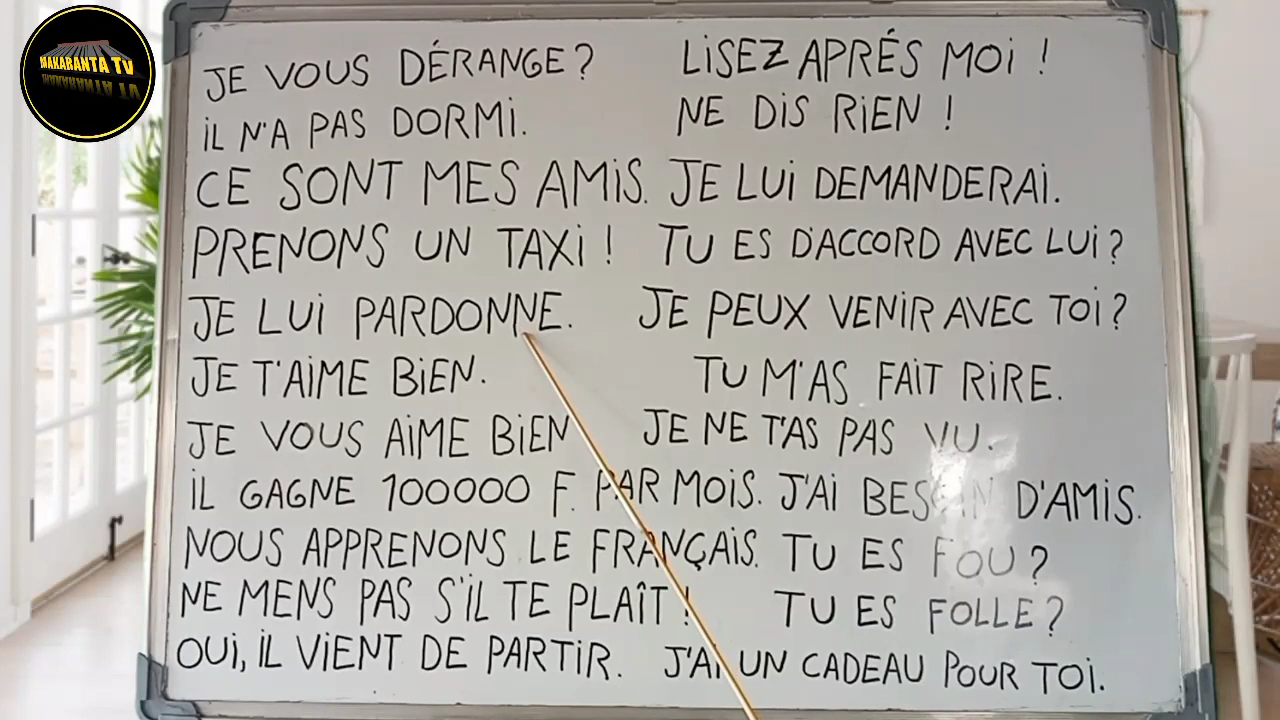 MAKARANTA TV
JE VOUS DÉRANGE ?
IL N'A PAS DORMI.
CE SONT MES AMIS.
PRENONS UN TAXI !
JE LUI PARDONNE.
JE T'AIME BIEN.
JE VOUS AIME BIEN
IL GAGNE 100000 F. PAR MOIS.
NOUS APPRENONS LE FRANÇAIS.
NE MENS PAS S'IL TE PLAÎT !
OUI, IL VIENT DE PARTIR.
LISEZ APRÉS MOI !
NE DIS RIEN !
JE LUI DEMANDERAI.
TU ES D'ACCORD AVEC LUI ?
JE PEUX VENIR AVEC TOI ?
TU M'AS FAIT RIRE.
JE NE T'AS PAS VU.
J'AI BESOIN D'AMIS.
TU ES FOU ?
TU ES FOLLE ?
J'AI UN CADEAU POUR TOI.